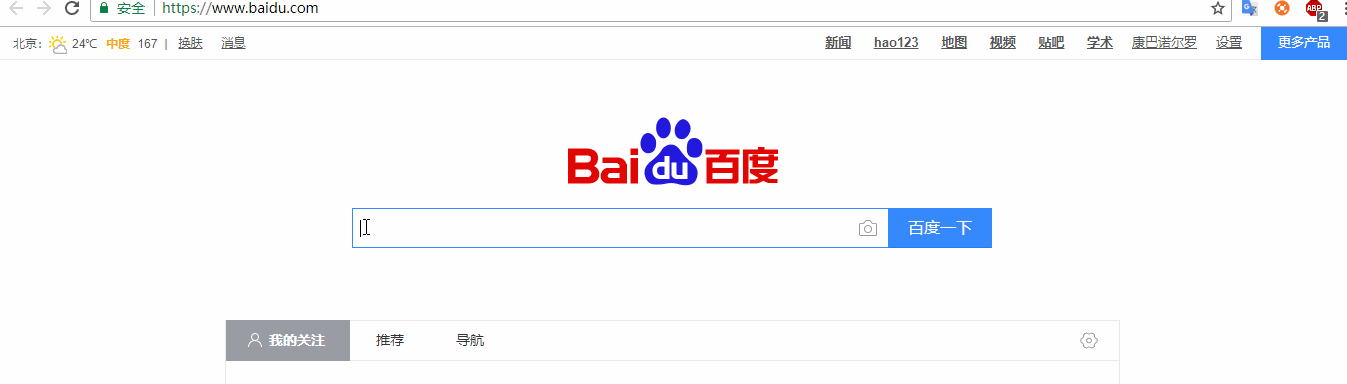 安全 https://www.baidu.com
ABP 2
北京: 24℃ 中度 167 | 换肤 消息 新闻 hao123 地图 视频 贴吧 学术 康巴诺尔罗 设置 更多产品
Bai du 百度
百度一下
我的关注 推荐 导航